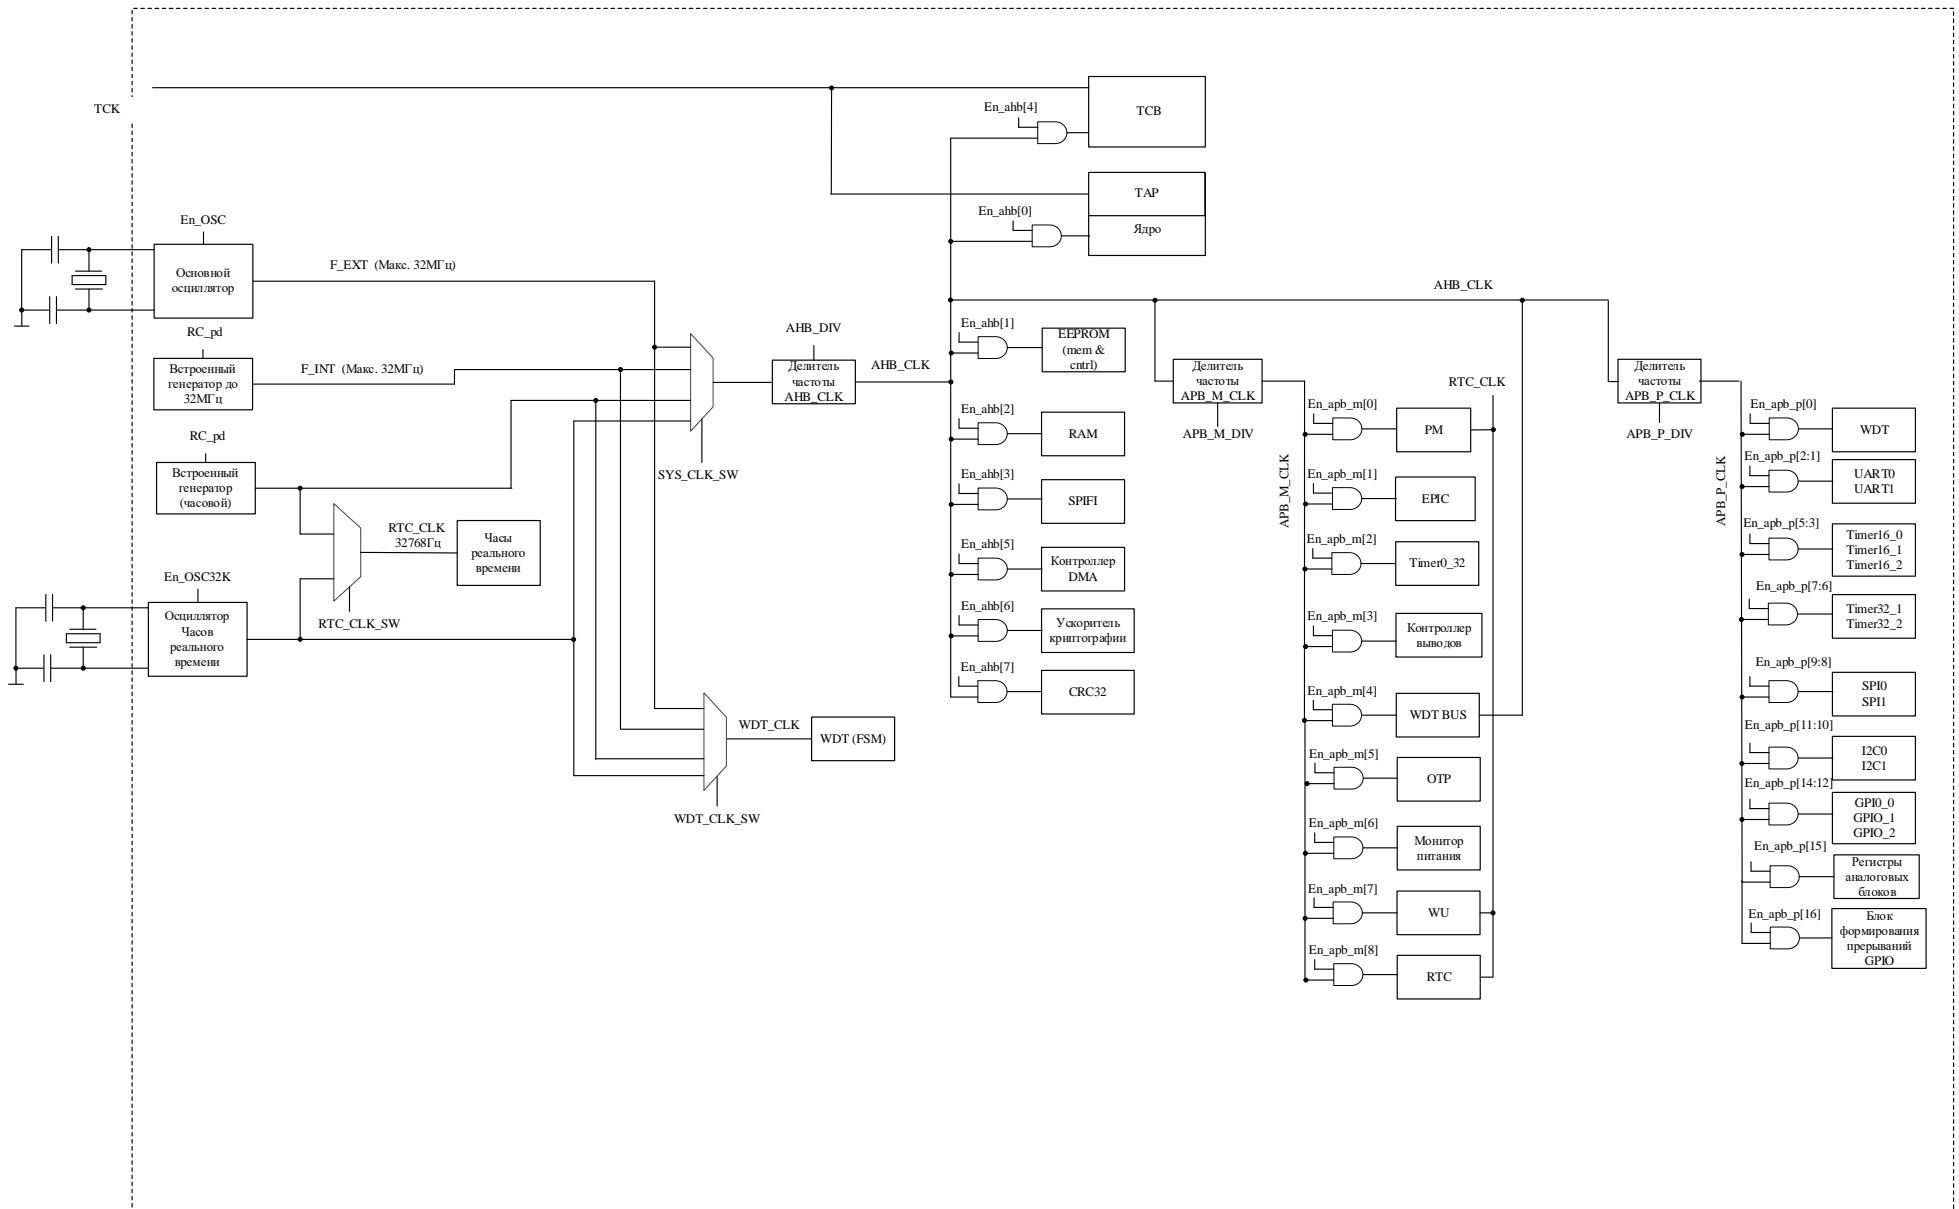 TCK
En_ahb[4]
TCB
TAP
En_ahb[0]
Ядро
En_OSC
Основной
осциллятор
F_EXT (Макс. 32МГц)
RC_pd
Встроенный
генератор до
32МГц
F_INT (Макс. 32МГц)
RC_pd
Встроенный
генератор
(часовой)
RTC_CLK
32768Гц
Часы
реального
времени
RTC_CLK_SW
En_OSC32K
Осциллятор
Часов
реального
времени
SYS_CLK_SW
AHB_DIV
Делитель
частоты
AHB_CLK
AHB_CLK
WDT_CLK
WDT (FSM)
WDT_CLK_SW
En_ahb[1]
EEPROM
(mem &
cntrl)
En_ahb[2]
RAM
En_ahb[3]
SPIFI
En_ahb[5]
Контроллер
DMA
En_ahb[6]
Ускоритель
криптографии
En_ahb[7]
CRC32
AHB_CLK
Делитель
частоты
APB_M_CLK
APB_M_DIV
APB_M_CLK
RTC_CLK
En_apb_m[0]
PM
En_apb_m[1]
EPIC
En_apb_m[2]
Timer0_32
En_apb_m[3]
Контроллер
выводов
En_apb_m[4]
WDT BUS
En_apb_m[5]
OTP
En_apb_m[6]
Монитор
питания
En_apb_m[7]
WU
En_apb_m[8]
RTC
Делитель
частоты
APB_P_CLK
APB_P_DIV
APB_P_CLK
En_apb_p[0]
WDT
En_apb_p[2:1]
UART0
UART1
En_apb_p[5:3]
Timer16_0
Timer16_1
Timer16_2
En_apb_p[7:6]
Timer32_1
Timer32_2
En_apb_p[9:8]
SPI0
SPI1
En_apb_p[11:10]
I2C0
I2C1
En_apb_p[14:12]
GPI0_0
GPIO_1
GPIO_2
En_apb_p[15]
Регистры
аналоговых
блоков
En_apb_p[16]
Блок
формирования
прерываний
GPIO